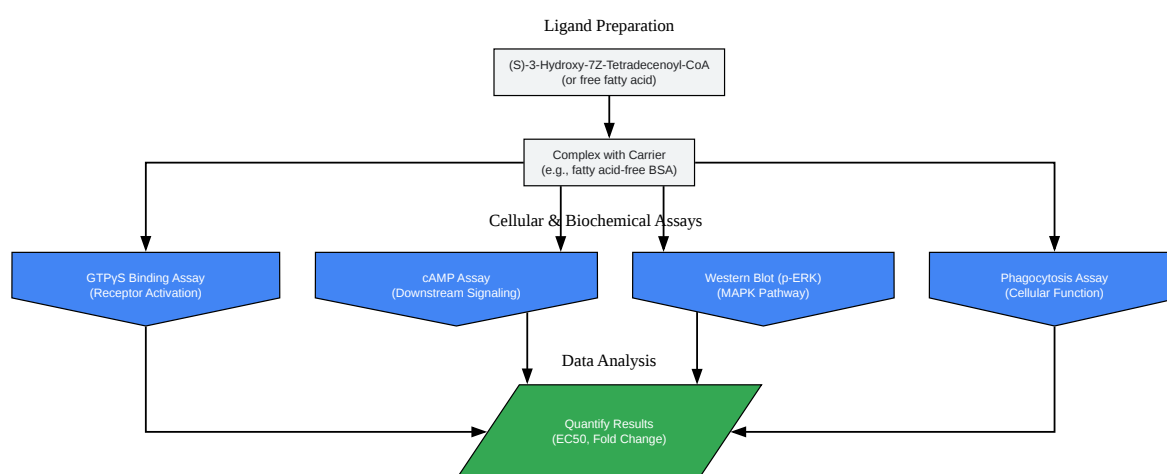 Ligand Preparation
(S)-3-Hydroxy-7Z-Tetradecenoyl-CoA
(or free fatty acid)
Complex with Carrier
(e.g., fatty acid-free BSA)
Cellular & Biochemical Assays
GTPγS Binding Assay
(Receptor Activation)
cAMP Assay
(Downstream Signaling)
Western Blot (p-ERK)
(MAPK Pathway)
Phagocytosis Assay
(Cellular Function)
Data Analysis
Quantify Results
(EC50, Fold Change)